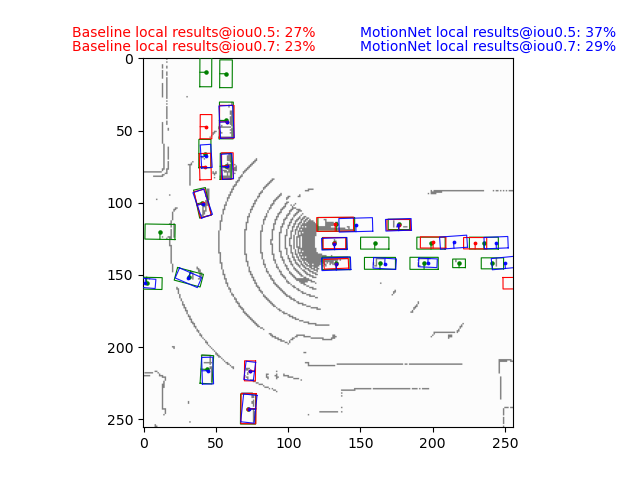 Baseline local results@iou0.5: 27% MotionNet local results@iou0.5: 37%
Baseline local results@iou0.7: 23% MotionNet local results@iou0.7: 29%
0
50
100
150
200
250
0 50 100 150 200 250